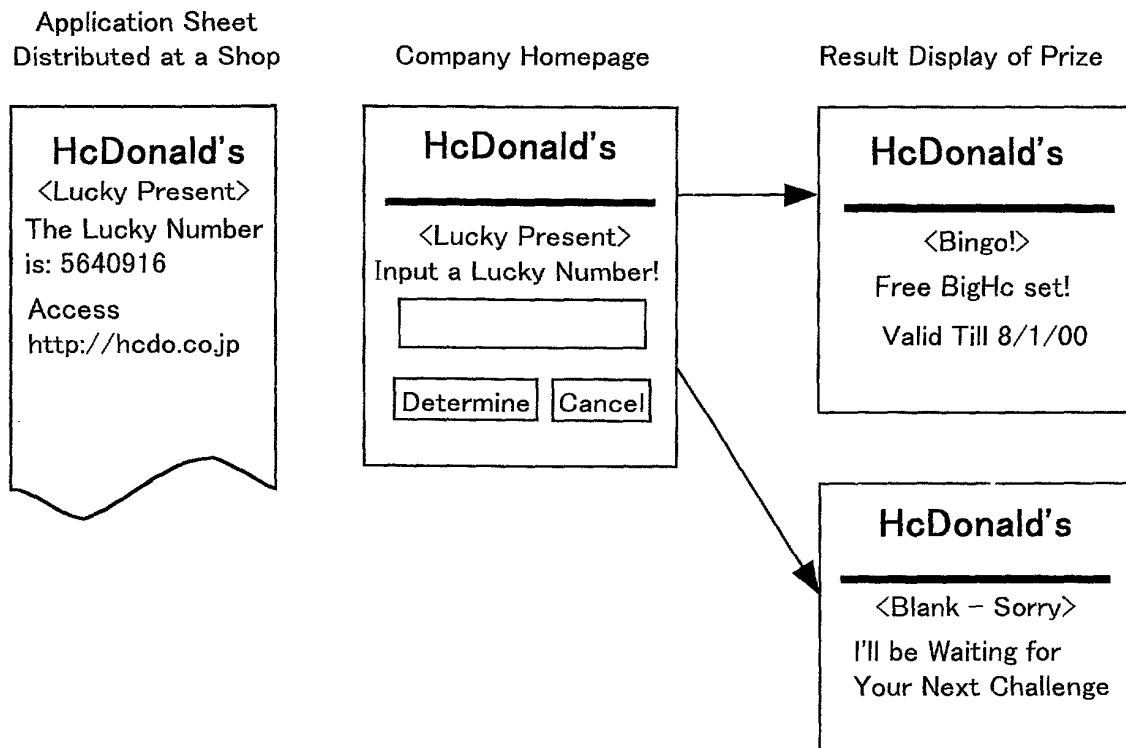 Application Sheet
Distributed at a Shop
HcDonald's
<Lucky Present>
The Lucky Number
is: 5640916
Access
http://hcdo.co.jp
Company Homepage
HcDonald's
<Lucky Present>
Input a Lucky Number!
Determine
Cancel
Result Display of Prize
HcDonald's
<Bingo!>
Free BigHc set!
Valid Till 8/1/00
HcDonald's
<Blank – Sorry>
I'll be Waiting for
Your Next Challenge